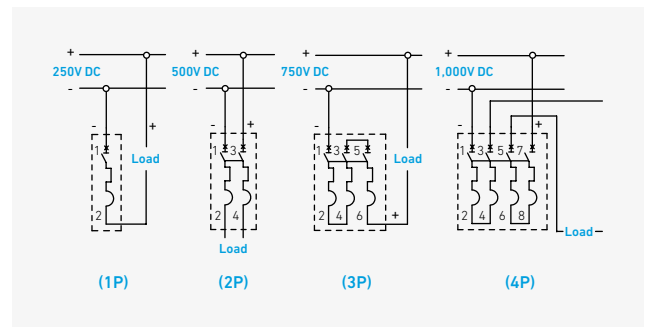 + + + +
250V DC 500V DC 750V DC 1,000V DC
- - - -
- + - + - - +
1 1 3 1 3 5 1 3 5 7
Load Load
2 2 4 2 4 6 + 2 4 6 8
Load Load
(1P) (2P) (3P) (4P)